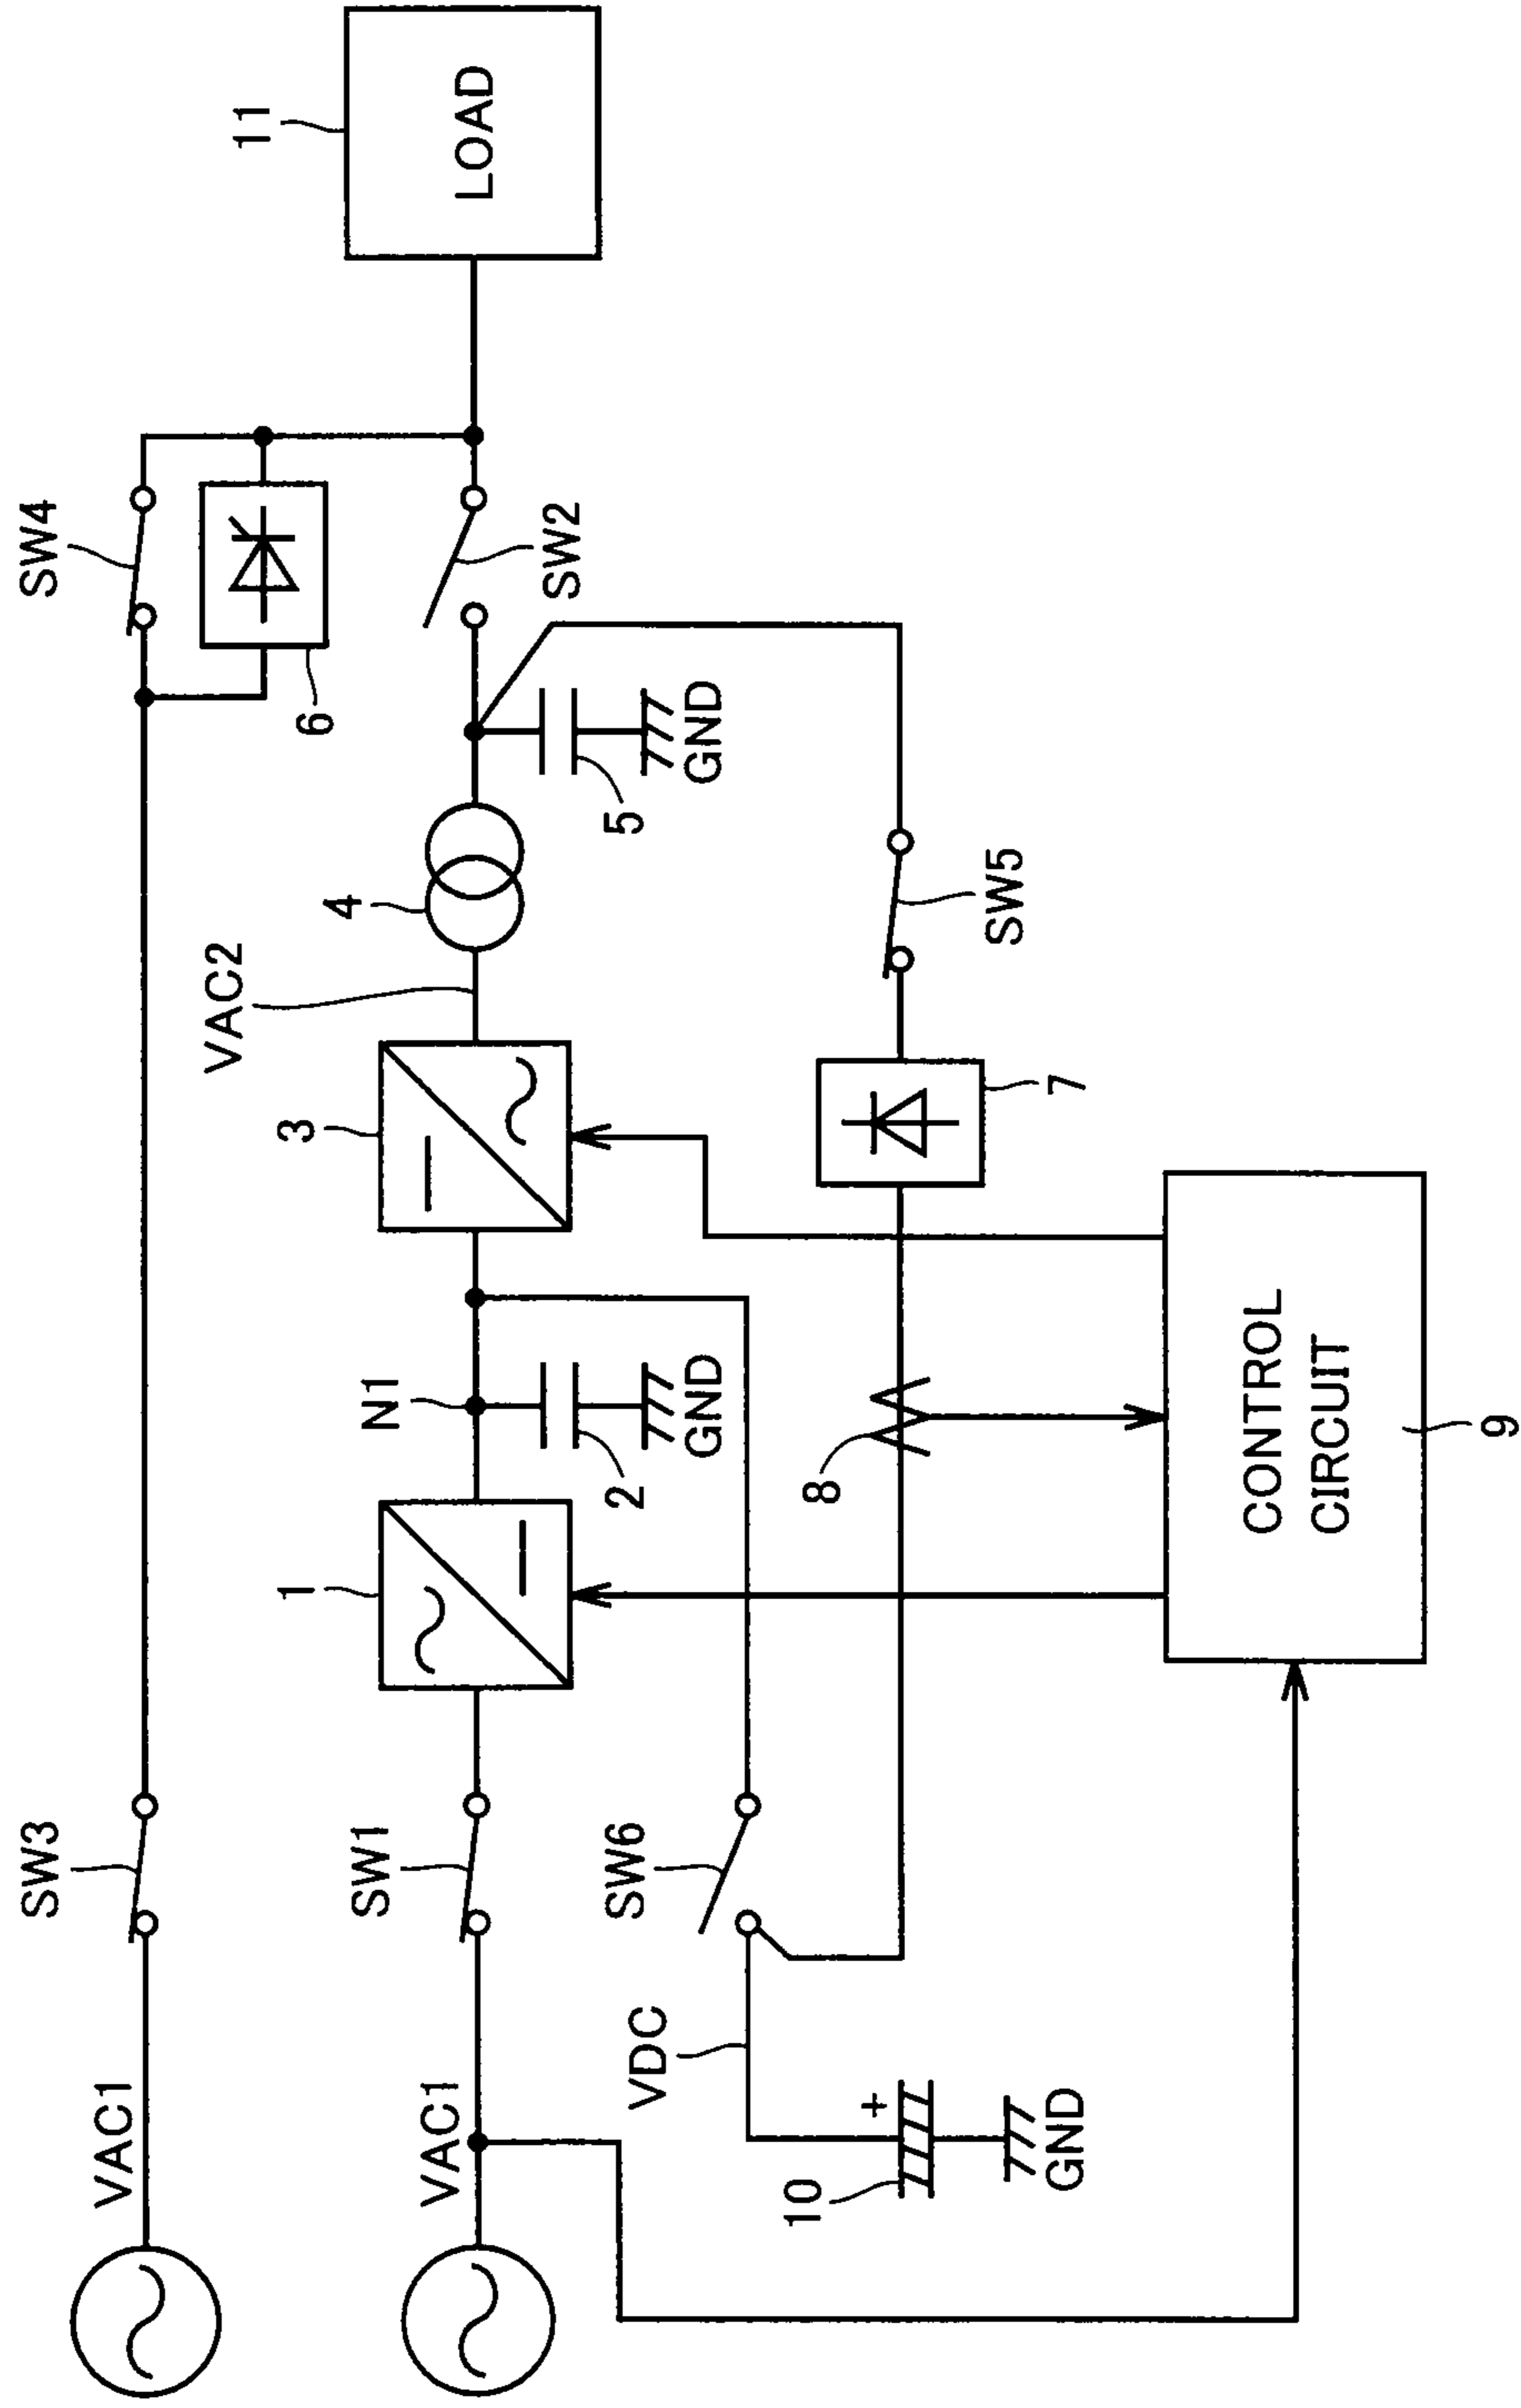 VAC1
SW3
SW4
6
11
LOAD
VAC1
SW1
1
N1
2
GND
3
VAC2
4
5
GND
SW2
SW6
VDC
10
+
GND
8
7
SW5
CONTROL
CIRCUIT
9